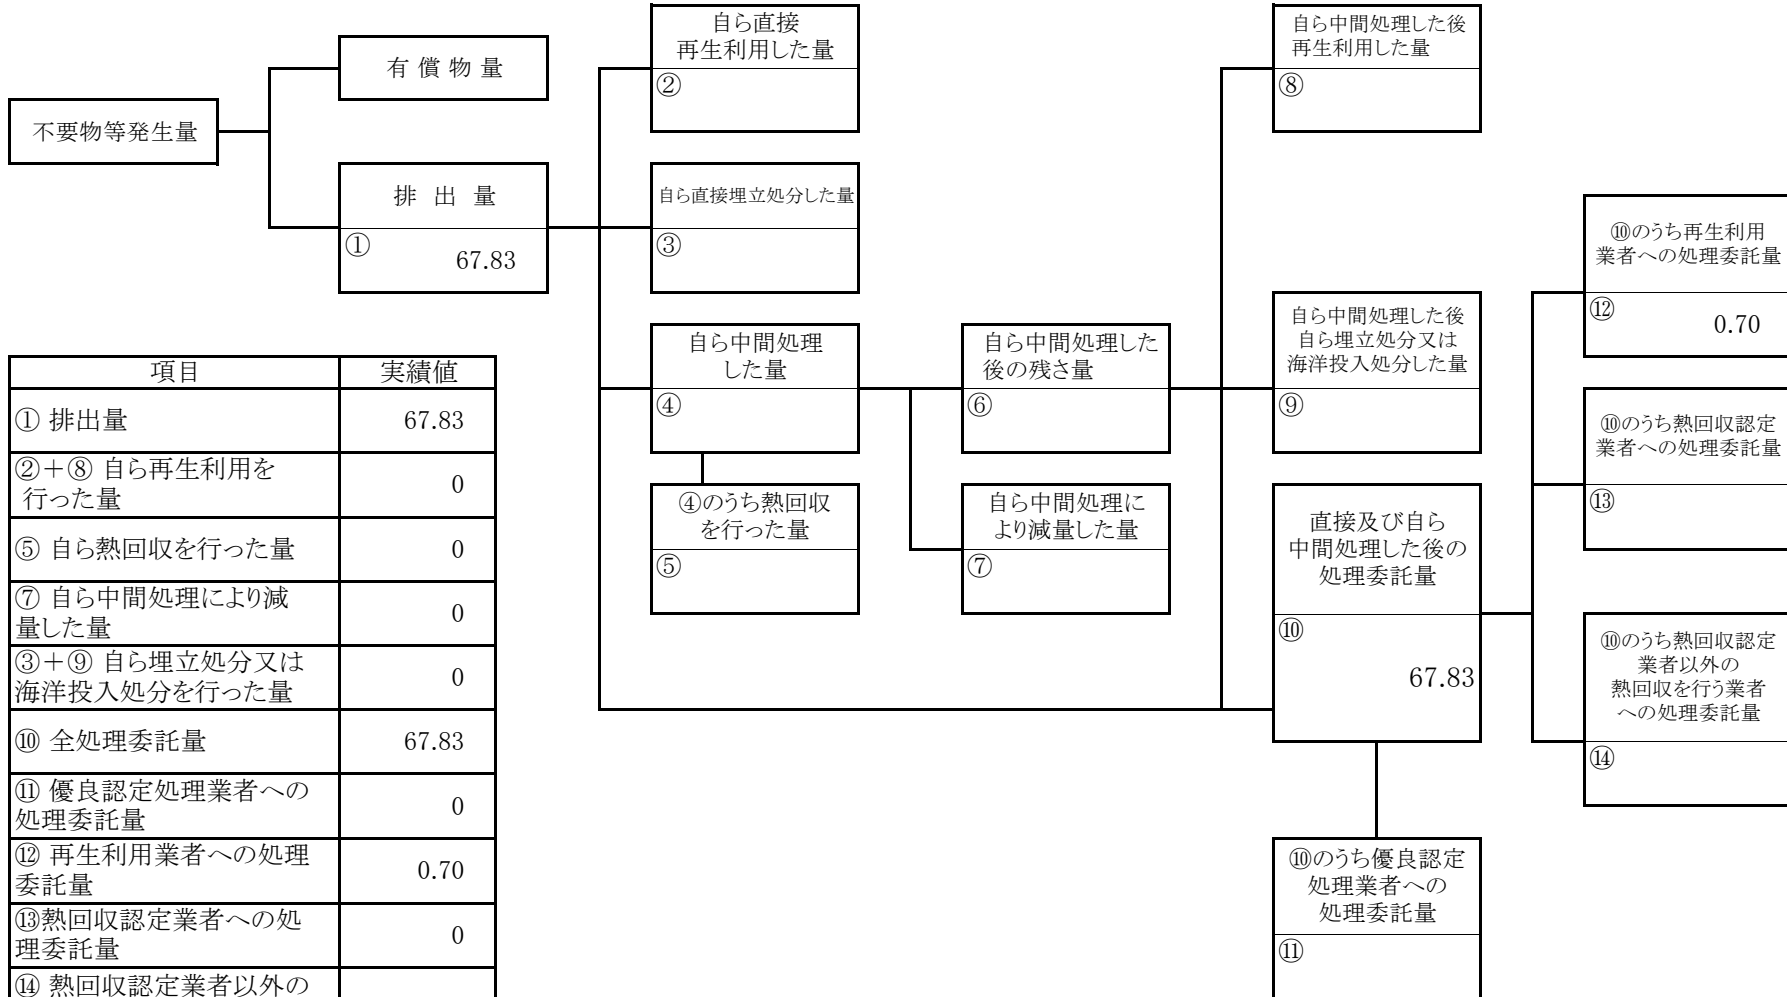 不要物等発生量
有 償 物 量
排 出 量
①
67.83
自ら直接
再生利用した量
②
自ら直接埋立処分した量
③
自ら中間処理
した量
④
④のうち熱回収
を行った量
⑤
自ら中間処理した
後の残さ量
⑥
自ら中間処理に
より減量した量
⑦
自ら中間処理した後
再生利用した量
⑧
自ら中間処理した後
自ら埋立処分又は
海洋投入処分した量
⑨
直接及び自ら
中間処理した後の
処理委託量
⑩
67.83
⑩のうち優良認定
処理業者への
処理委託量
⑪
⑩のうち再生利用
業者への処理委託量
⑫
0.70
⑩のうち熱回収認定
業者への処理委託量
⑬
⑩のうち熱回収認定
業者以外の
熱回収を行う業者
への処理委託量
⑭
項目 実績値
① 排出量 67.83
②+⑧ 自ら再生利用を
行った量 0
⑤ 自ら熱回収を行った量 0
⑦ 自ら中間処理により減
量した量 0
③+⑨ 自ら埋立処分又は
海洋投入処分を行った量 0
⑩ 全処理委託量 67.83
⑪ 優良認定処理業者への
処理委託量 0
⑫ 再生利用業者への処理
委託量 0.70
⑬熱回収認定業者への処
理委託量 0
⑭ 熱回収認定業者以外の